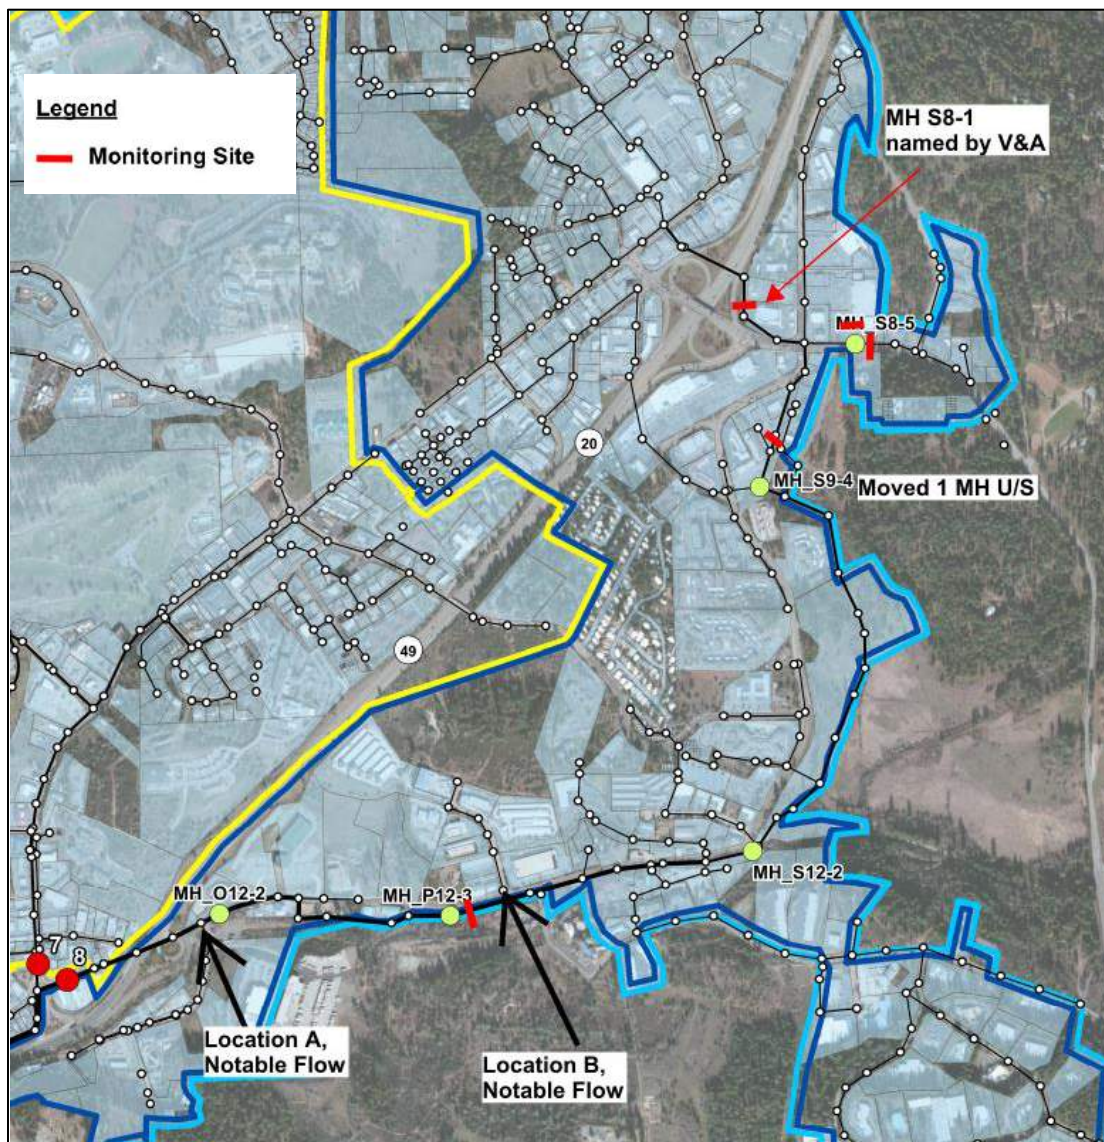 Legend
Monitoring Site
MH S8-1
named by V&A
MH_S8-5
20
MH_S9-4
Moved 1 MH U/S
49
MH_O12-2
MH_P12-3
MH_S12-2
7
8
Location A,
Notable Flow
Location B,
Notable Flow